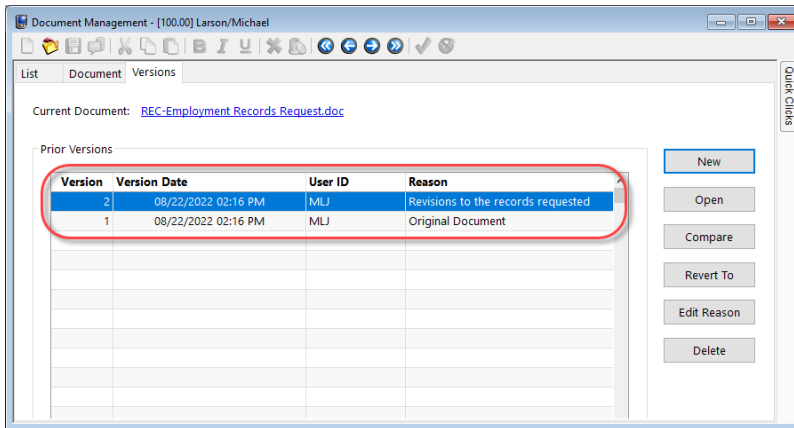 Document Management - [100.00] Larson/Michael
B I U
List Document Versions
Quick Clicks
Current Document: REC-Employment Records Request.doc
Prior Versions
New
Version Version Date User ID Reason
2 08/22/2022 02:16 PM MLJ Revisions to the records requested
Open
1 08/22/2022 02:16 PM MLJ Original Document
Compare
Revert To
Edit Reason
Delete